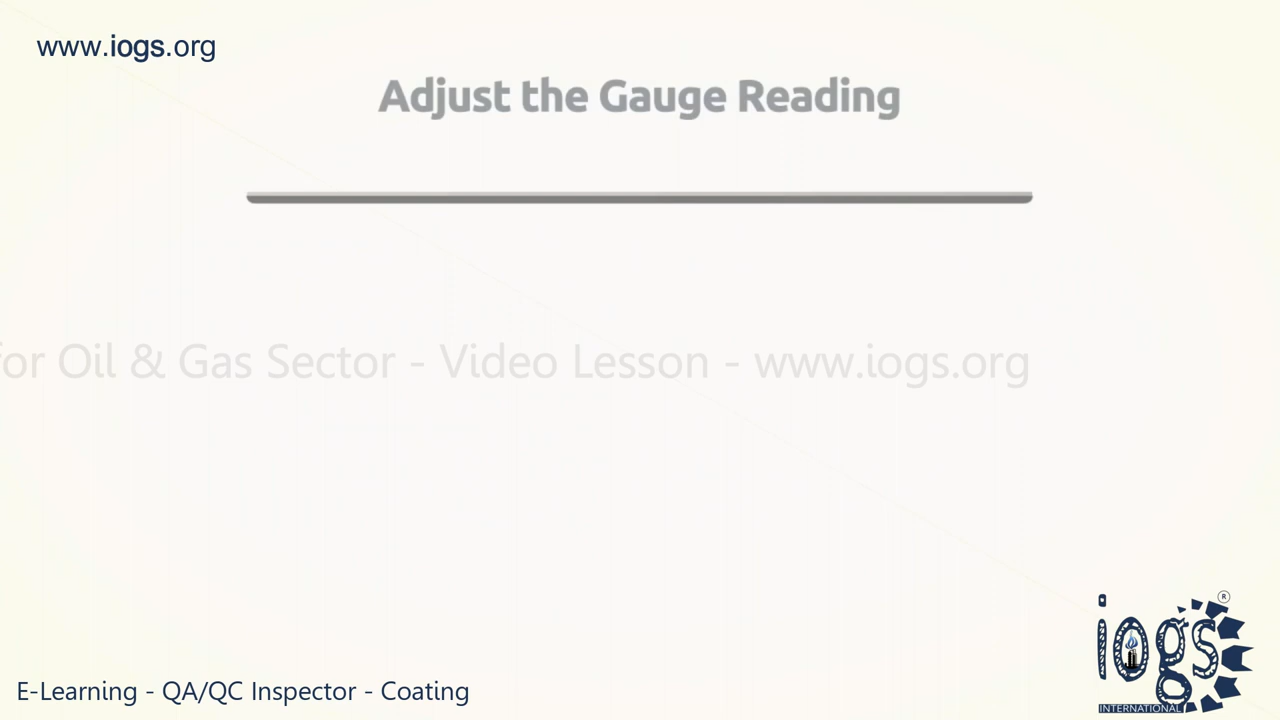 www.iogs.org
Adjust the Gauge Reading
for Oil & Gas Sector - Video Lesson - www.iogs.org
iogs
®
INTERNATIONAL
E-Learning - QA/QC Inspector - Coating